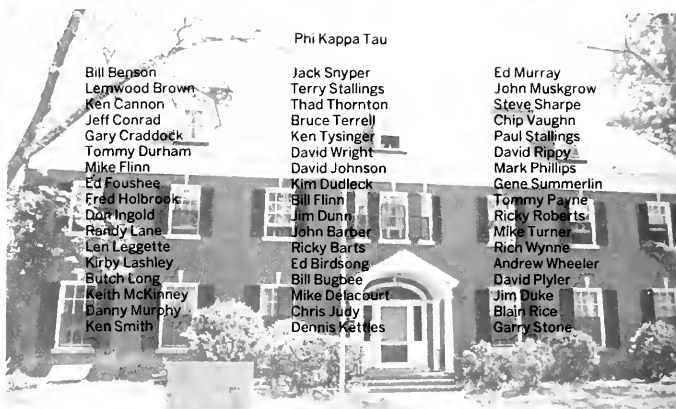 Phi Kappa Tau
Bill Benson
Lemwood Brown
Ken Cannon
Jeff Conrad
Gary Craddock
Tommy Durham
Mike Flinn
Ed Foushee
Fred Holbrook
Don Ingold
Randy Lane
Len Leggette
Kirby Lashley
Butch Long
Keith McKinney
Danny Murphy
Ken Smith
Jack Snyper
Terry Stallings
Thad Thornton
Bruce Terrell
Ken Tysinger
David Wright
David Johnson
Kim Dudleck
Bill Flinn
Jim Dunn
John Barber
Ricky Barts
Ed Birdsong
Bill Bugbee
Mike Delacourt
Chris Judy
Dennis Kettles
Ed Murray
John Muskgrow
Steve Sharpe
Chip Vaughn
Paul Stallings
David Rippy
Mark Phillips
Gene Summerlin
Tommy Payne
Ricky Roberts
Mike Turner
Rich Wynne
Andrew Wheeler
David Plyler
Jim Duke
Blain Rice
Garry Stone